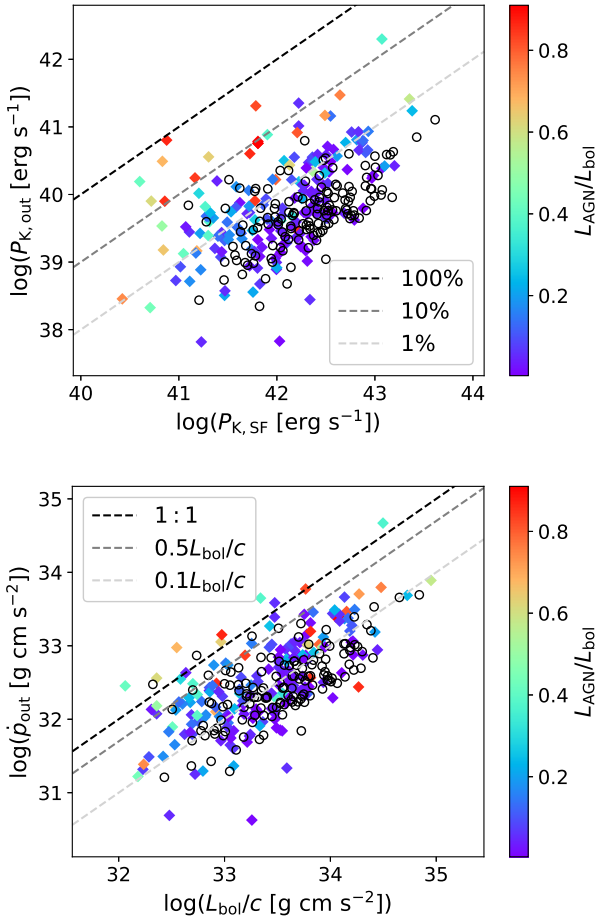 42
41
40
39
38
log(P_K, out [erg s⁻¹])
100%
10%
1%
40 41 42 43 44
log(P_K, SF [erg s⁻¹])
0.8
0.6
0.4
0.2
L_AGN/L_bol
35
34
33
32
31
log(ṗ_out [g cm s⁻²])
1 : 1
0.5L_bol/c
0.1L_bol/c
32 33 34 35
log(L_bol/c [g cm s⁻²])
0.8
0.6
0.4
0.2
L_AGN/L_bol